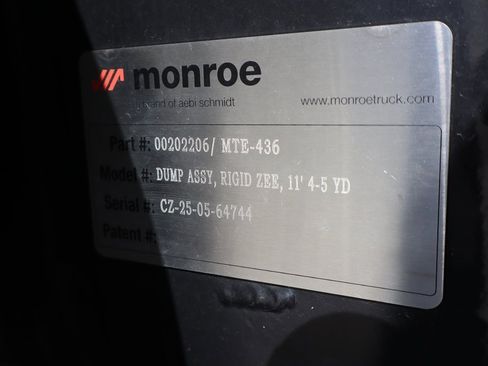 monroe
a brand of aebi schmidt
www.monroetruck.com
Part #: 00202206/ MTE-436
Model #: DUMP ASSY, RIGID ZEE, 11' 4-5 YD
Serial #: CZ-25-05-64744
Patent #: